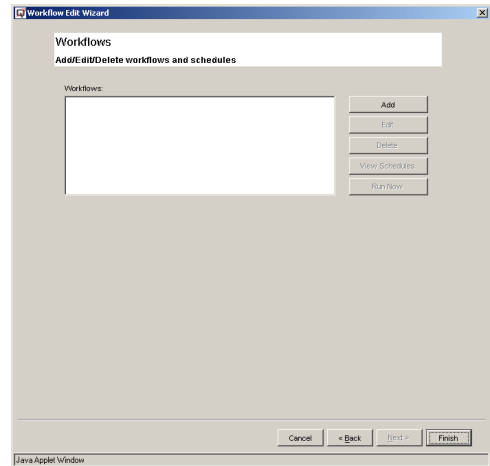 Workflow Edit Wizard
Workflows
Add/Edit/Delete workflows and schedules
Workflows:
Add
Edit
Delete
View Schedules
Run Now
Cancel
« Back
Next »
Finish
Java Applet Window